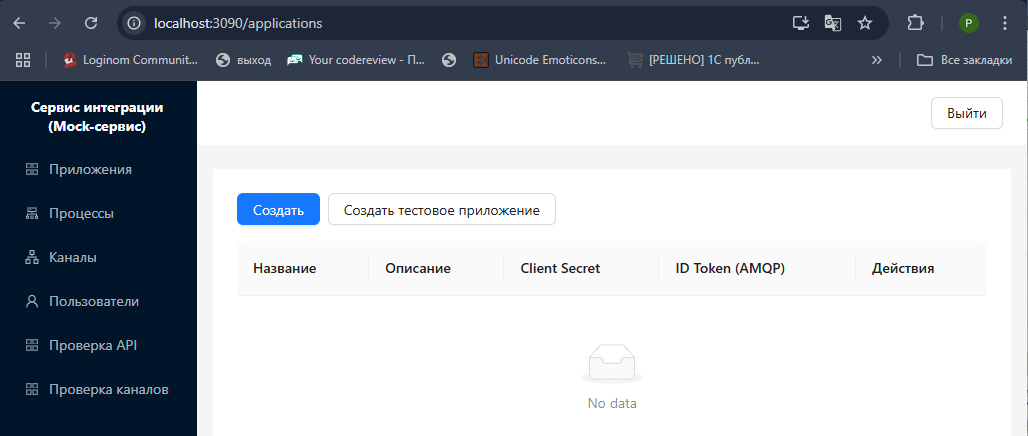 localhost:3090/applications
P
Loginom Communit...
выход
Your codereview - П...
Unicode Emoticons...
[РЕШЕНО] 1С публ...
Все закладки
Сервис интеграции
(Mock-сервис)
Выйти
Приложения
Процессы
Каналы
Пользователи
Проверка API
Проверка каналов
Создать
Создать тестовое приложение
Название Описание Client Secret ID Token (AMQP) Действия
No data